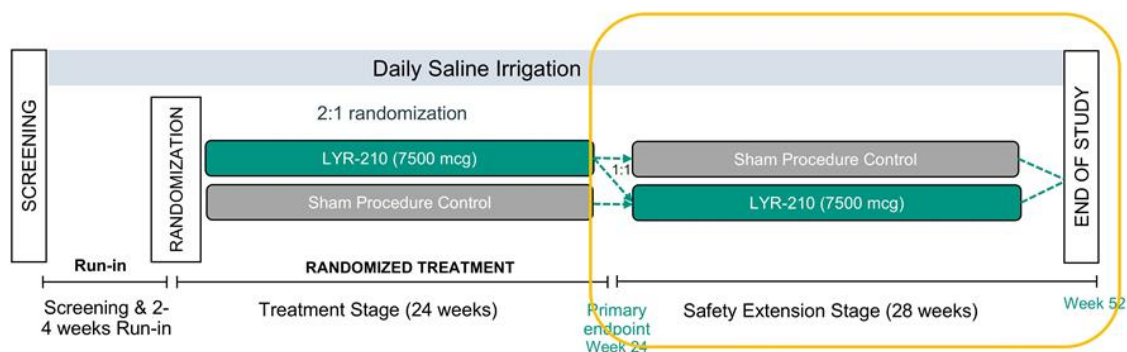 Daily Saline Irrigation
SCREENING
RANDOMIZATION
2:1 randomization
LYR-210 (7500 mcg)
Sham Procedure Control
1:1
Sham Procedure Control
LYR-210 (7500 mcg)
END OF STUDY
Run-in
RANDOMIZED TREATMENT
Screening & 2-
4 weeks Run-in
Treatment Stage (24 weeks)
Primary
endpoint
Week 24
Safety Extension Stage (28 weeks)
Week 52